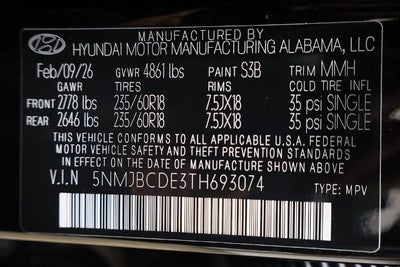 MANUFACTURED BY
HYUNDAI MOTOR MANUFACTURING ALABAMA, LLC
Feb/09/26 GVWR 4861 lbs PAINT S3B TRIM MMH
GAWR TIRES RIMS COLD TIRE INFL
FRONT 2778 lbs 235/60R18 7.5JX18 35 psi SINGLE
REAR 2646 lbs 235/60R18 7.5JX18 35 psi SINGLE
THIS VEHICLE CONFORMS TO ALL APPLICABLE U.S.A. FEDERAL
MOTOR VEHICLE SAFETY, BUMPER, AND THEFT PREVENTION
STANDARDS IN EFFECT ON THE DATE OF MANUFACTURE SHOWN ABOVE
V.I.N 5NMJBCDE3TH693074 TYPE: MPV